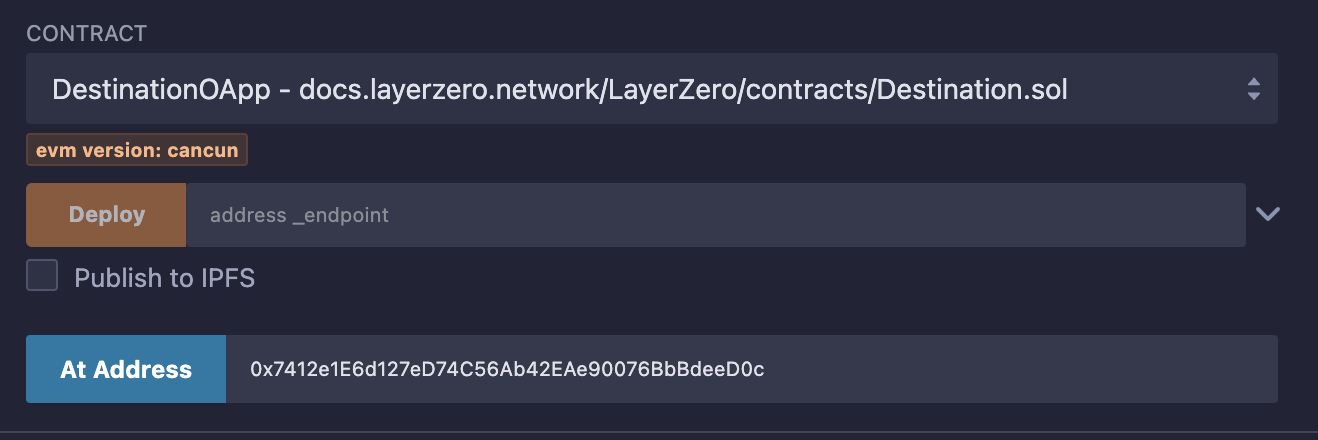 CONTRACT
DestinationOApp - docs.layerzero.network/LayerZero/contracts/Destination.sol
evm version: cancun
Deploy address _endpoint
Publish to IPFS
At Address 0x7412e1E6d127eD74C56Ab42EAe90076BbBdeeD0c